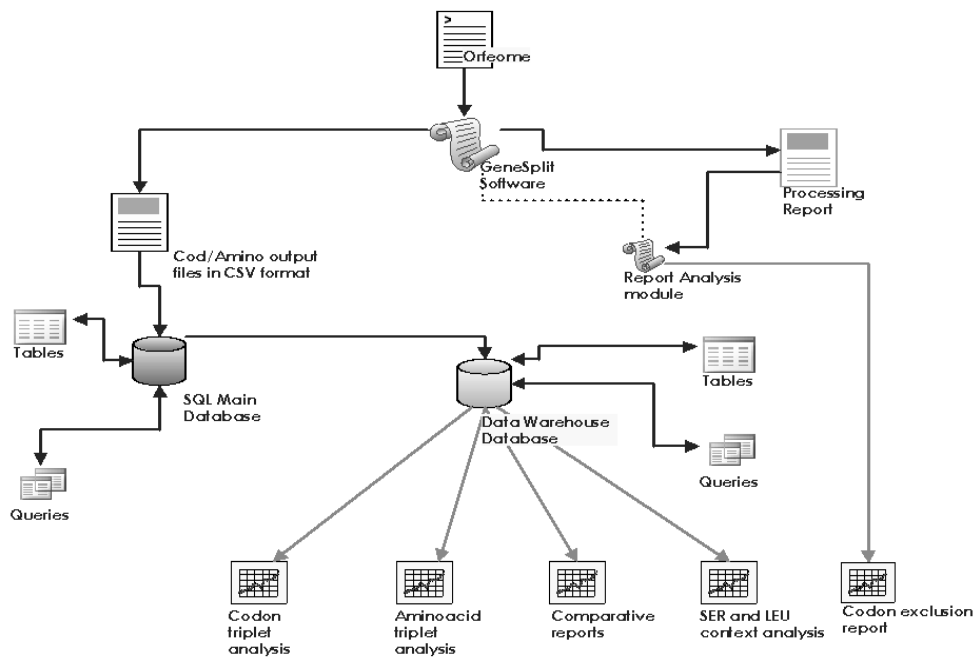 >
Orfeome
GeneSplit
Software
Processing
Report
Cod/Amino output
files in CSV format
Report Analysis
module
Tables
SQL Main
Database
Tables
Data Warehouse
Database
Queries
Queries
Codon
triplet
analysis
Aminoacid
triplet
analysis
Comparative
reports
SER and LEU
context analysis
Codon exclusion
report